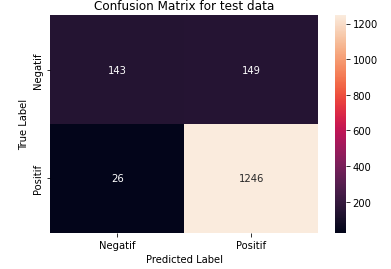 Confusion Matrix for test data
True Label
Negatif
Positif
143
149
26
1246
Negatif
Positif
Predicted Label
1200
1000
800
600
400
200